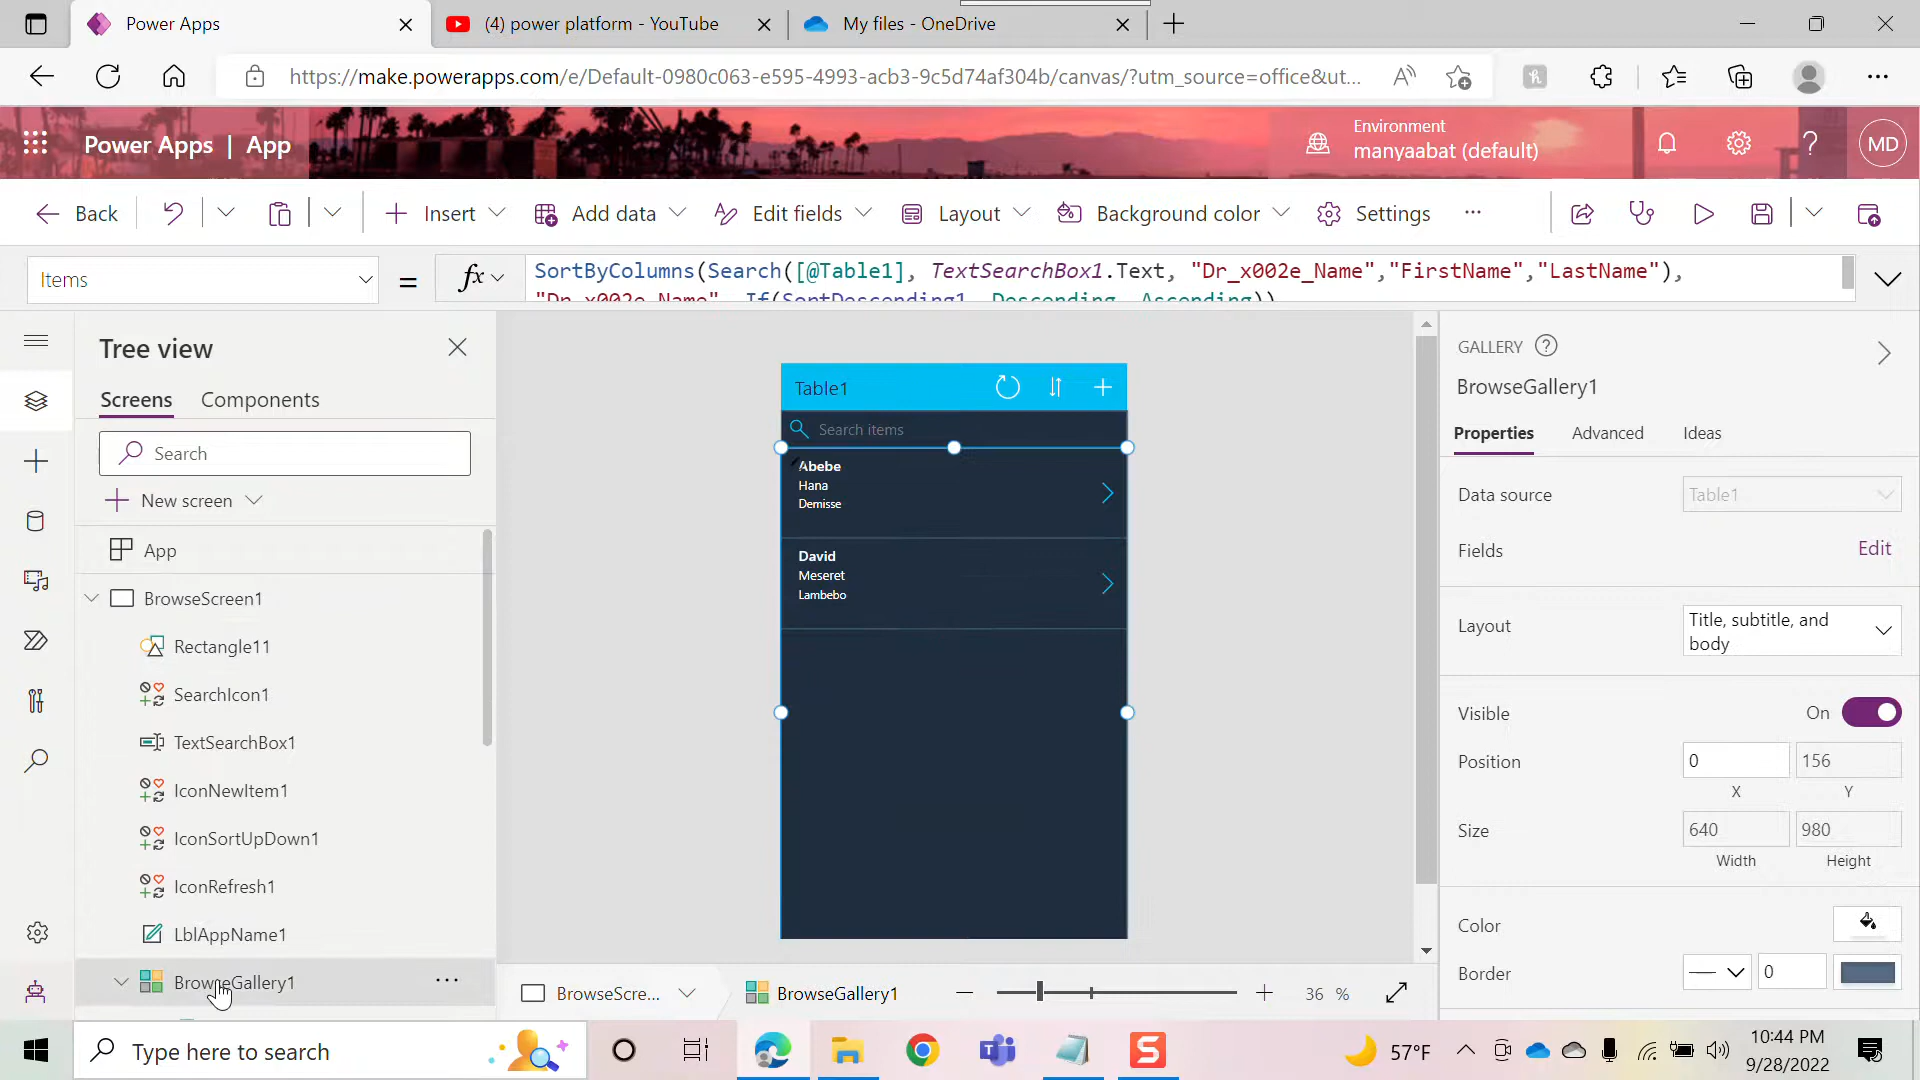 Power Apps
(4) power platform - YouTube
My files - OneDrive
https://make.powerapps.com/e/Default-0980c063-e595-4993-acb3-9c5d74af304b/canvas/?utm_source=office&ut...
Power Apps | App
Environment
manyaabat (default)
MD
Back
Insert
Add data
Edit fields
Layout
Background color
Settings
Items
=
fx
SortByColumns(Search([@Table1], TextSearchBox1.Text, "Dr_x002e_Name","FirstName","LastName"),
"Dr_x002e_Name", If(SortDescending1, Descending, Ascending))
Tree view
Screens
Components
Search
New screen
App
BrowseScreen1
Rectangle11
SearchIcon1
TextSearchBox1
IconNewItem1
IconSortUpDown1
IconRefresh1
LblAppName1
BrowseGallery1
Table1
Search items
Abebe
Hana
Demisse
David
Meseret
Lambebo
BrowseScre...
BrowseGallery1
36 %
GALLERY
BrowseGallery1
Properties
Advanced
Ideas
Data source
Table1
Fields
Edit
Layout
Title, subtitle, and
body
Visible
On
Position
0
156
X
Y
Size
640
980
Width
Height
Color
Border
0
Type here to search
57°F
10:44 PM
9/28/2022